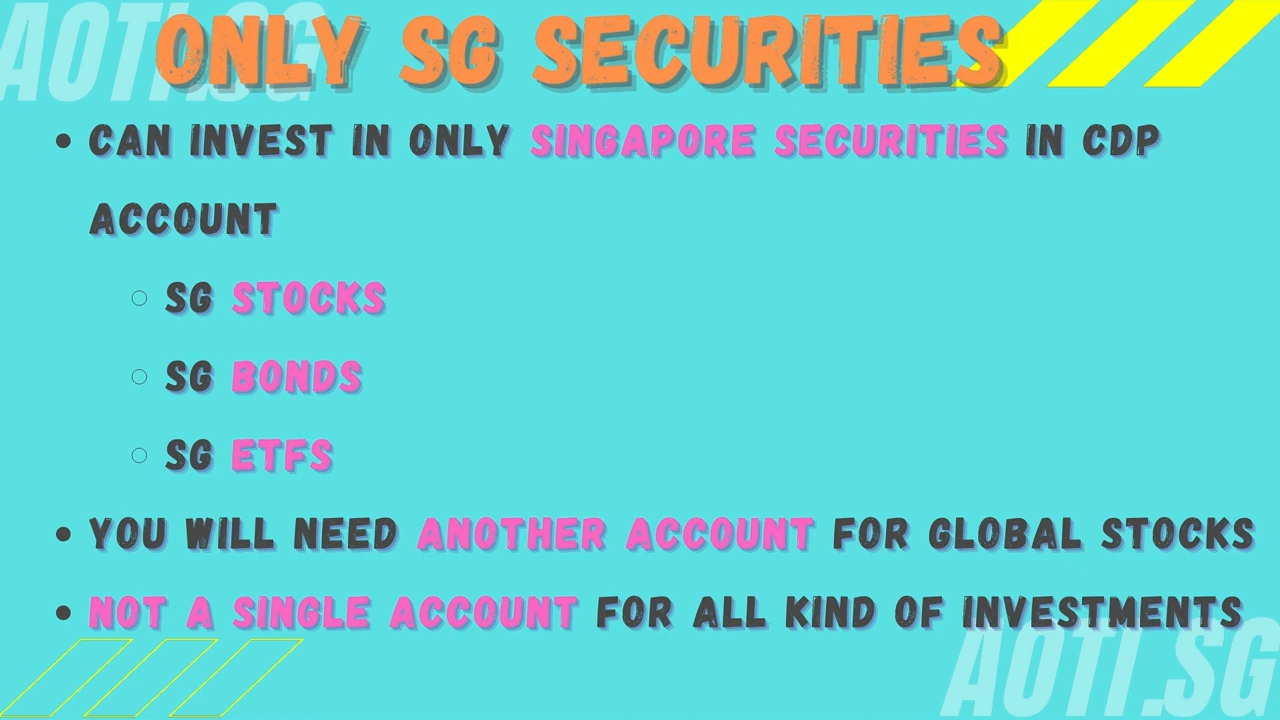 AOTI.SG
ONLY SG SECURITIES
CAN INVEST IN ONLY SINGAPORE SECURITIES IN CDP
ACCOUNT
SG STOCKS
SG BONDS
SG ETFS
YOU WILL NEED ANOTHER ACCOUNT FOR GLOBAL STOCKS
NOT A SINGLE ACCOUNT FOR ALL KIND OF INVESTMENTS
AOTI.SG